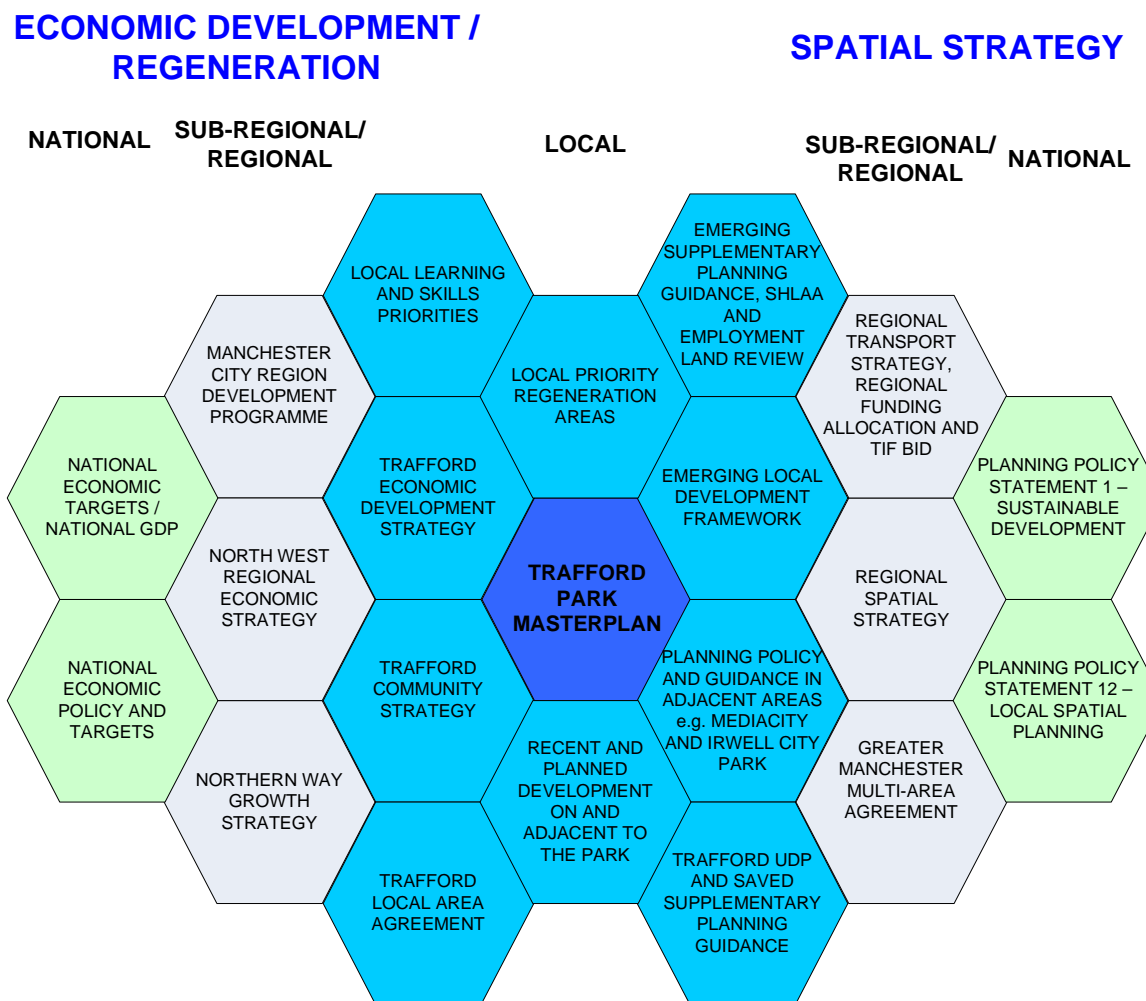 ECONOMIC DEVELOPMENT /
REGENERATION
SPATIAL STRATEGY
NATIONAL
SUB-REGIONAL/
REGIONAL
LOCAL
SUB-REGIONAL/
REGIONAL
NATIONAL
LOCAL LEARNING
AND SKILLS
PRIORITIES
EMERGING
SUPPLEMENTARY
PLANNING
GUIDANCE, SHLAA
AND
EMPLOYMENT
LAND REVIEW
MANCHESTER
CITY REGION
DEVELOPMENT
PROGRAMME
LOCAL PRIORITY
REGENERATION
AREAS
REGIONAL
TRANSPORT
STRATEGY,
REGIONAL
FUNDING
ALLOCATION AND
TIF BID
NATIONAL
ECONOMIC
TARGETS /
NATIONAL GDP
TRAFFORD
ECONOMIC
DEVELOPMENT
STRATEGY
EMERGING LOCAL
DEVELOPMENT
FRAMEWORK
PLANNING POLICY
STATEMENT 1 –
SUSTAINABLE
DEVELOPMENT
NORTH WEST
REGIONAL
ECONOMIC
STRATEGY
TRAFFORD
PARK
MASTERPLAN
REGIONAL
SPATIAL
STRATEGY
NATIONAL
ECONOMIC
POLICY AND
TARGETS
TRAFFORD
COMMUNITY
STRATEGY
PLANNING POLICY
AND GUIDANCE IN
ADJACENT AREAS
e.g. MEDIACITY
AND IRWELL CITY
PARK
PLANNING POLICY
STATEMENT 12 –
LOCAL SPATIAL
PLANNING
NORTHERN WAY
GROWTH
STRATEGY
RECENT AND
PLANNED
DEVELOPMENT
ON AND
ADJACENT TO
THE PARK
GREATER
MANCHESTER
MULTI-AREA
AGREEMENT
TRAFFORD
LOCAL AREA
AGREEMENT
TRAFFORD UDP
AND SAVED
SUPPLEMENTARY
PLANNING
GUIDANCE